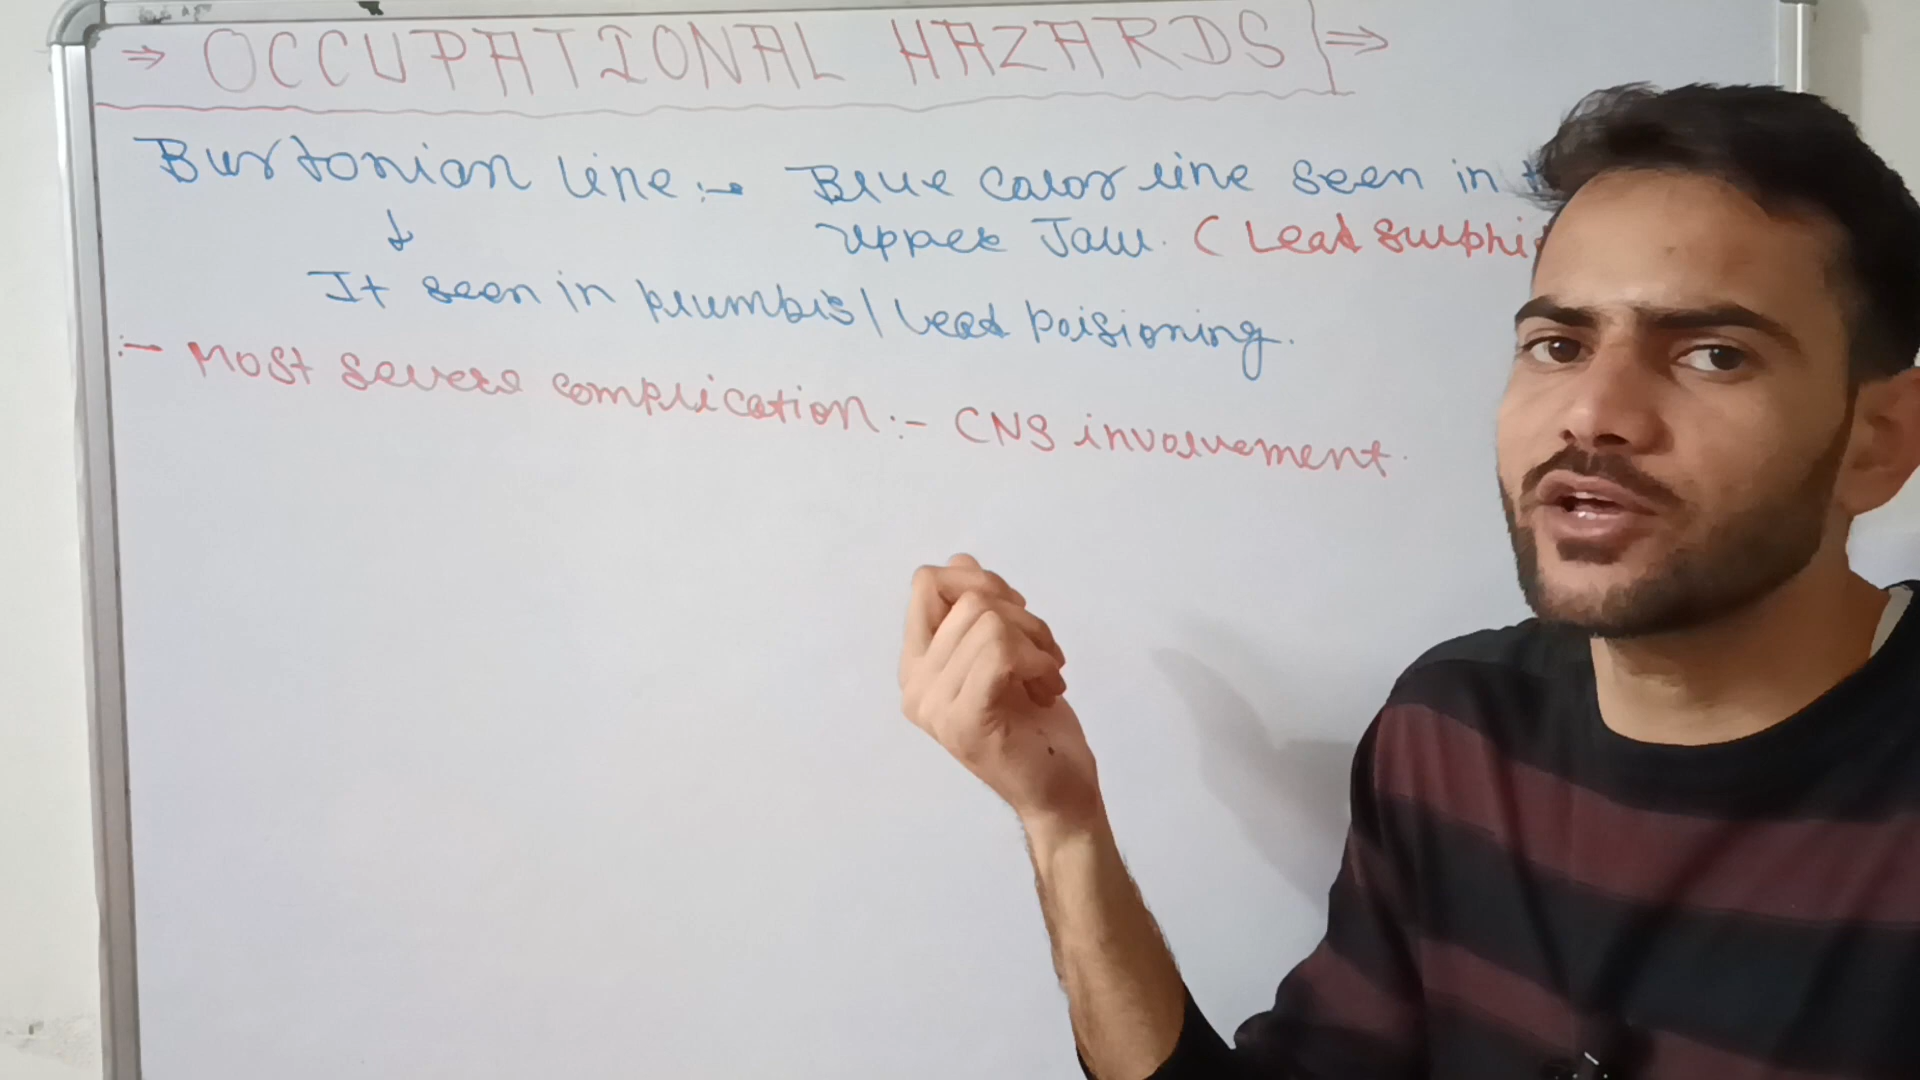 ⇒ OCCUPATIONAL HAZARDS ⇒
Burtonian line :→ Blue color line seen in
upper Jaw. (Lead sulphi
↓
It seen in plumbis/Lead Poisioning.
:- Most severe complication :- CNS involvement.